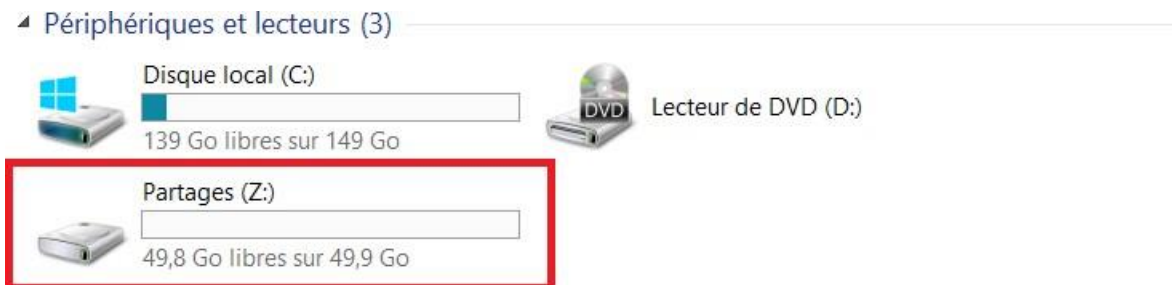 Périphériques et lecteurs (3)
Disque local (C:)
139 Go libres sur 149 Go
DVD
Lecteur de DVD (D:)
Partages (Z:)
49,8 Go libres sur 49,9 Go